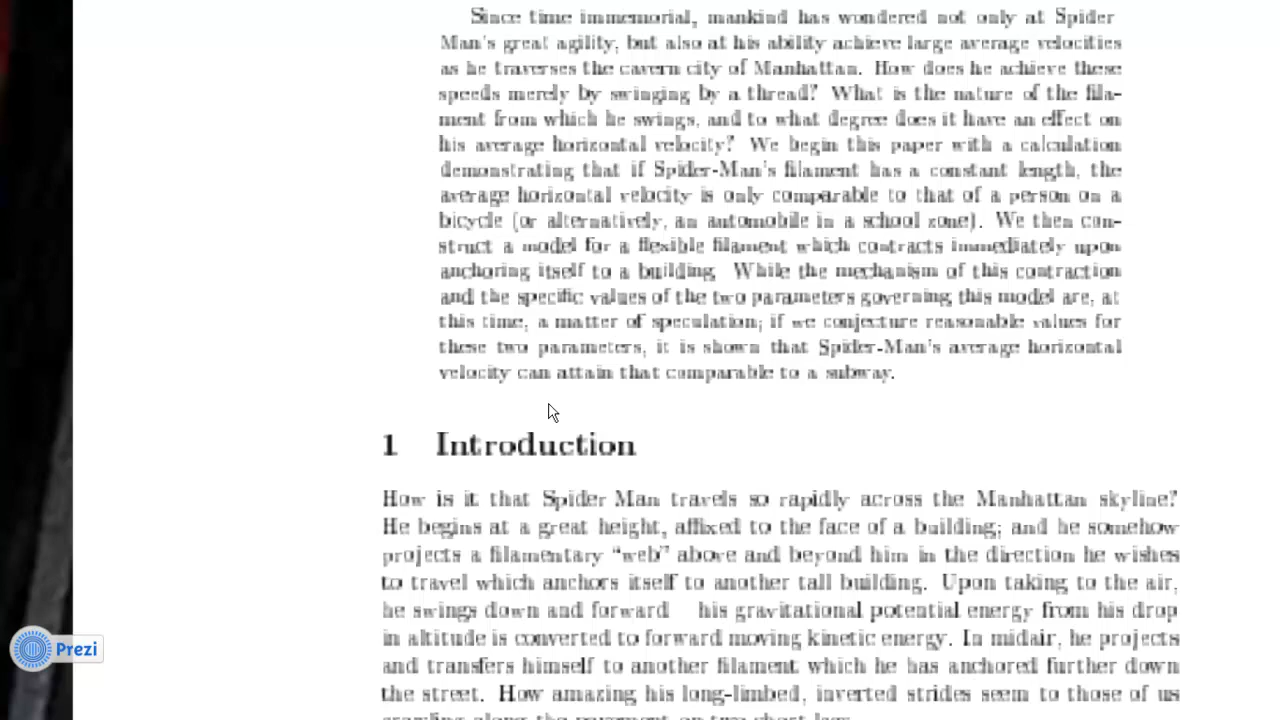 Since time immemorial, mankind has wondered not only at Spider
Man's great agility, but also at his ability achieve large average velocities
as he traverses the cavern city of Manhattan. How does he achieve these
speeds merely by swinging by a thread? What is the nature of the fila-
ment from which he swings, and to what degree does it have an effect on
his average horizontal velocity? We begin this paper with a calculation
demonstrating that if Spider-Man's filament has a constant length, the
average horizontal velocity is only comparable to that of a person on a
bicycle (or alternatively, an automobile in a school zone). We then con-
struct a model for a flexible filament which contracts immediately upon
anchoring itself to a building While the mechanism of this contraction
and the specific values of the two parameters governing this model are, at
this time, a matter of speculation; if we conjecture reasonable values for
these two parameters, it is shown that Spider-Man's average horizontal
velocity can attain that comparable to a subway.
1 Introduction
How is it that Spider Man travels so rapidly across the Manhattan skyline?
He begins at a great height, affixed to the face of a building; and he somehow
projects a filamentary "web" above and beyond him in the direction he wishes
to travel which anchors itself to another tall building. Upon taking to the air,
he swings down and forward his gravitational potential energy from his drop
in altitude is converted to forward moving kinetic energy. In midair, he projects
and transfers himself to another filament which he has anchored further down
the street. How amazing his long-limbed, inverted strides seem to those of us
crawling along the pavement on two short legs
Prezi